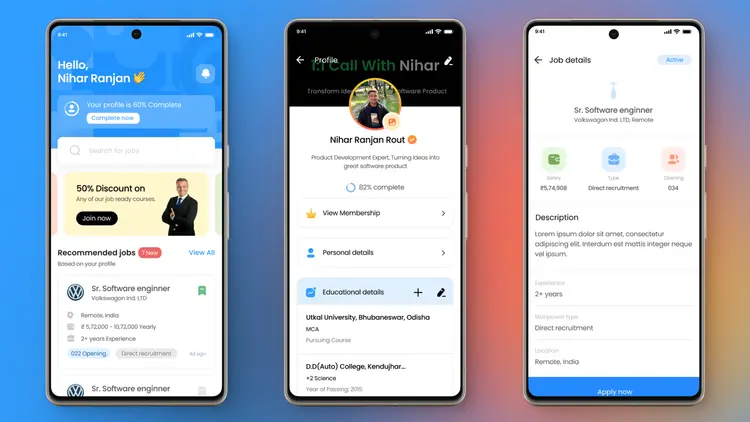 9:41
Hello,
Nihar Ranjan 👋
Your profile is 60% Complete
Complete now
Search for jobs
50% Discount on
Any of our job ready courses.
Join now
Recommended jobs
7 New
View All
Based on your profile
Sr. Software enginner
Volkswagon Ind. LTD
Remote, India
₹ 5,72,000 - 10,72,000 Yearly
2+ years Experience
022 Opening
Direct recruitment
4d ago
Sr. Software enginner
9:41
Profile
1:1 Call With Nihar
Transform Ide
oftware Product
Nihar Ranjan Rout
Product Development Expert, Turning Ideas into
great software product
82% complete
View Membership
Personal details
Educational details
Utkal University, Bhubaneswar, Odisha
MCA
Pursuing Course
D.D(Auto) College, Kendujhar...
+2 Science
Year of Passing: 2015
9:41
Job details
Active
Sr. Software enginner
Volkswagon Ind. LTD, Remote
Salary
₹5,74,908
Type
Direct recruitment
Opening
034
Description
Lorem ipsum dolor sit amet, consectetur
adipiscing elit. Interdum est mattis integer neque
vel ipsum.
Experience
2+ years
Manpower type
Direct recruitment
Location
Remote, India
Apply now